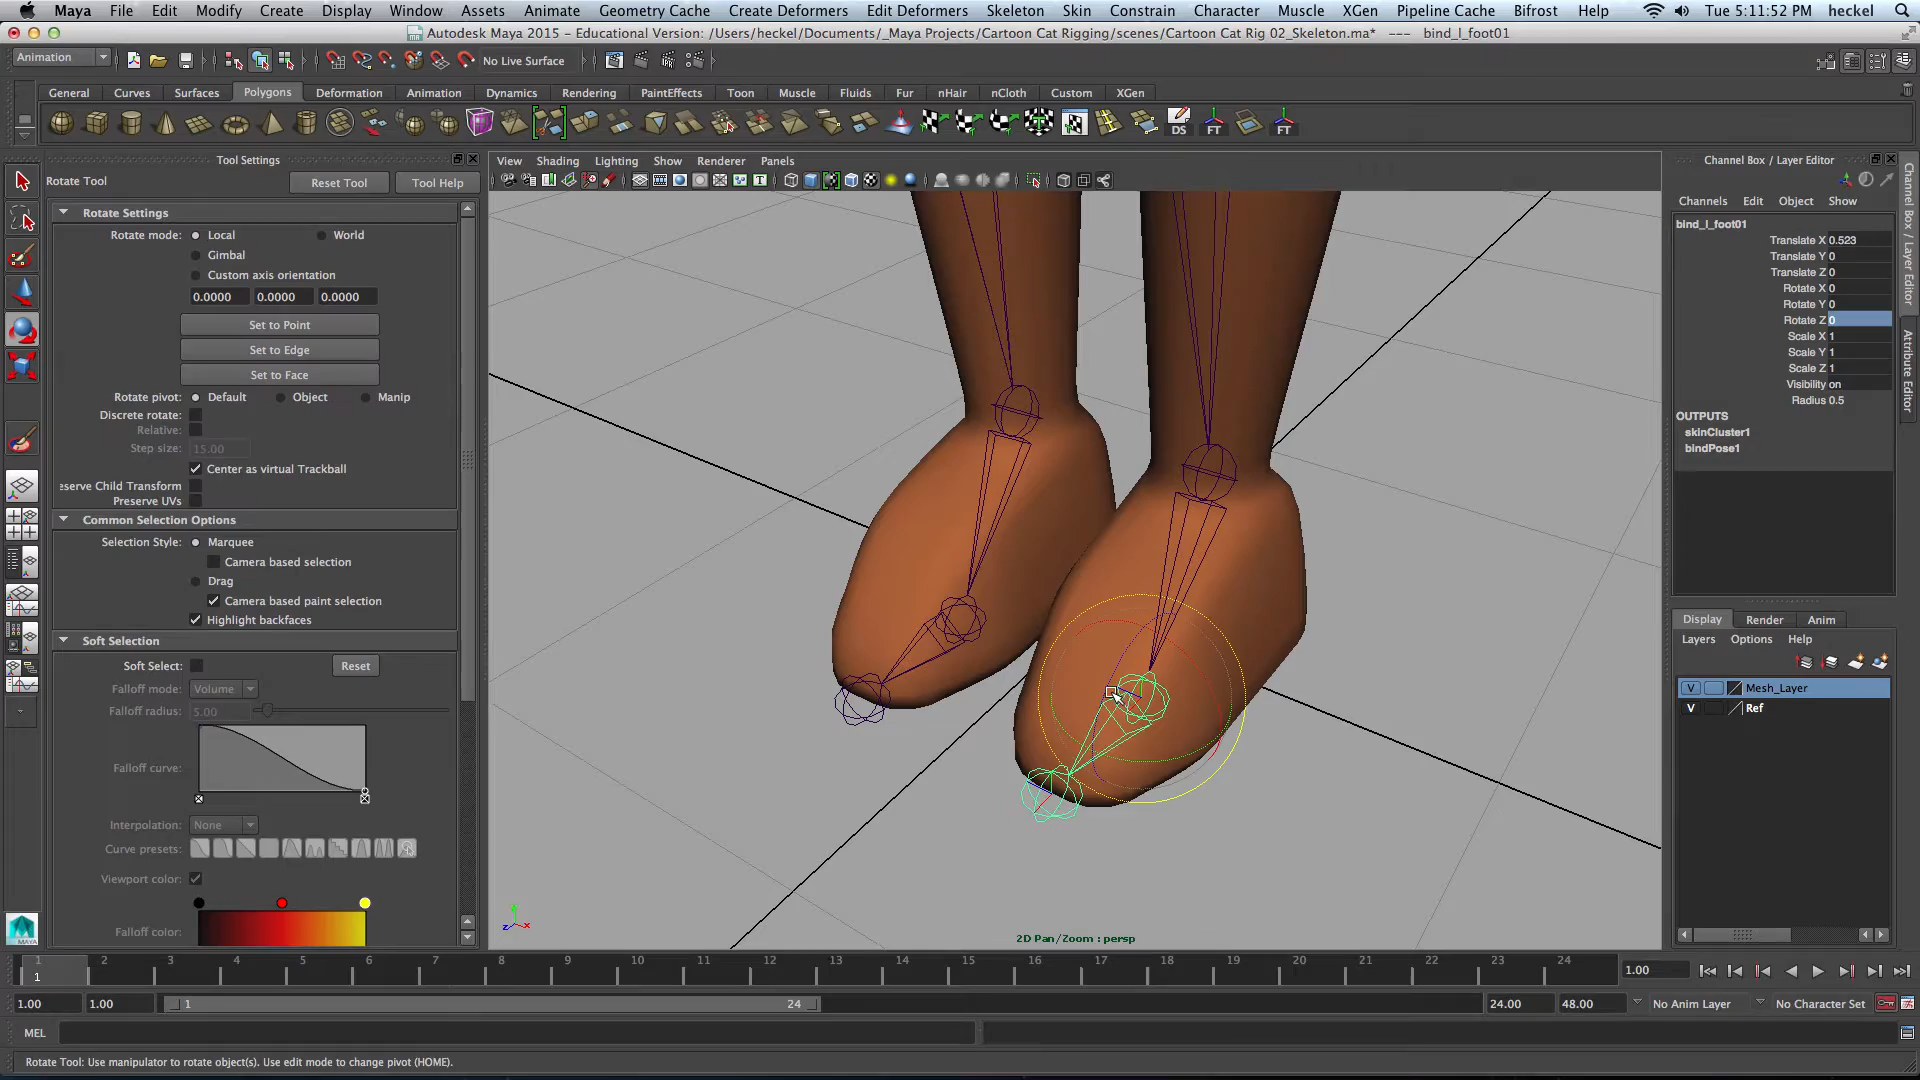 Maya File Edit Modify Create Display Window Assets Animate Geometry Cache Create Deformers Edit Deformers Skeleton Skin Constrain Character Muscle XGen Pipeline Cache Bifrost Help Tue 5:11:52 PM heckel
Autodesk Maya 2015 - Educational Version: /Users/heckel/Documents/_Maya Projects/Cartoon Cat Rigging/scenes/Cartoon Cat Rig 02_Skeleton.ma* --- bind_l_foot01
Animation No Live Surface
General Curves Surfaces Polygons Deformation Animation Dynamics Rendering PaintEffects Toon Muscle Fluids Fur nHair nCloth Custom XGen
DS FT FT
Tool Settings
Rotate Tool Reset Tool Tool Help
Rotate Settings
Rotate mode: Local World
Gimbal
Custom axis orientation
0.0000 0.0000 0.0000
Set to Point
Set to Edge
Set to Face
Rotate pivot: Default Object Manip
Discrete rotate:
Relative:
Step size: 15.00
Center as virtual Trackball
eserve Child Transform
Preserve UVs
Common Selection Options
Selection Style: Marquee
Camera based selection
Drag
Camera based paint selection
Highlight backfaces
Soft Selection
Soft Select: Reset
Falloff mode: Volume
Falloff radius: 5.00
Falloff curve:
Interpolation: None
Curve presets:
Viewport color:
Falloff color:
MAYA
View Shading Lighting Show Renderer Panels
y
z x
2D Pan/Zoom : persp
Channel Box / Layer Editor
Channels Edit Object Show
bind_l_foot01
Translate X 0.523
Translate Y 0
Translate Z 0
Rotate X 0
Rotate Y 0
Rotate Z 0
Scale X 1
Scale Y 1
Scale Z 1
Visibility on
Radius 0.5
OUTPUTS
skinCluster1
bindPose1
Display Render Anim
Layers Options Help
V Mesh_Layer
V Ref
Channel Box / Layer Editor
Attribute Editor
1 2 3 4 5 6 7 8 9 10 11 12 13 14 15 16 17 18 19 20 21 22 23 24
1 1.00
1.00 1.00 1 24 24.00 48.00 No Anim Layer No Character Set
MEL
Rotate Tool: Use manipulator to rotate object(s). Use edit mode to change pivot (HOME).